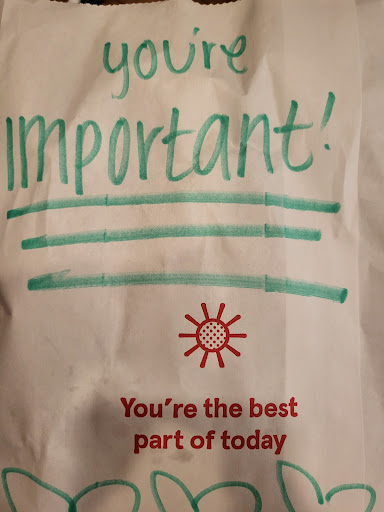 you're
Important!
You're the best
part of today